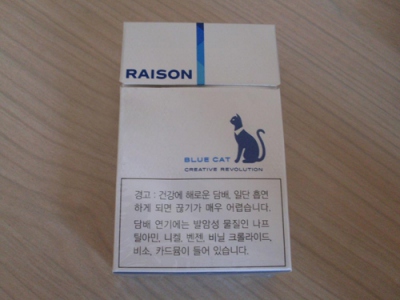 RAISON
BLUE CAT
CREATIVE REVOLUTION
경고 : 건강에 해로운 담배, 일단 흡연
하게 되면 끊기가 매우 어렵습니다.
담배 연기에는 발암성 물질인 나프
틸아민, 니켈, 벤젠, 비닐 크롤라이드,
비소, 카드뮴이 들어 있습니다.